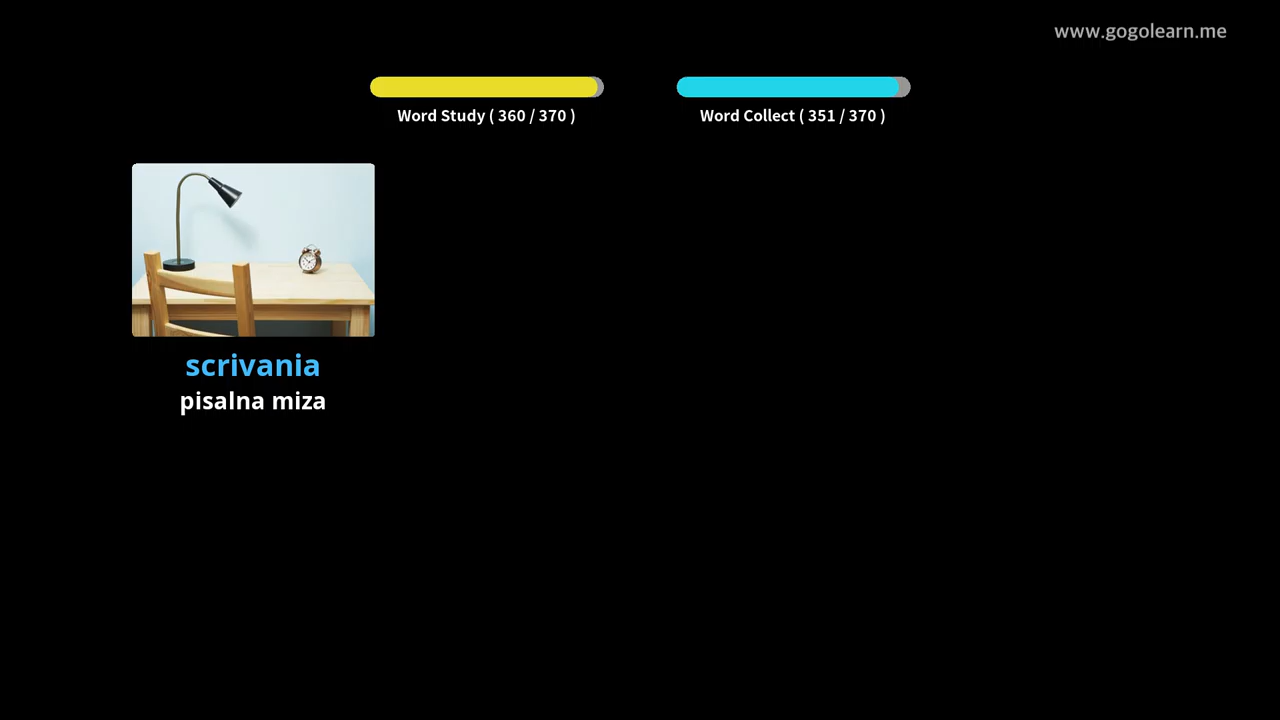 www.gogolearn.me
Word Study ( 360 / 370 )
Word Collect ( 351 / 370 )
scrivania
pisalna miza